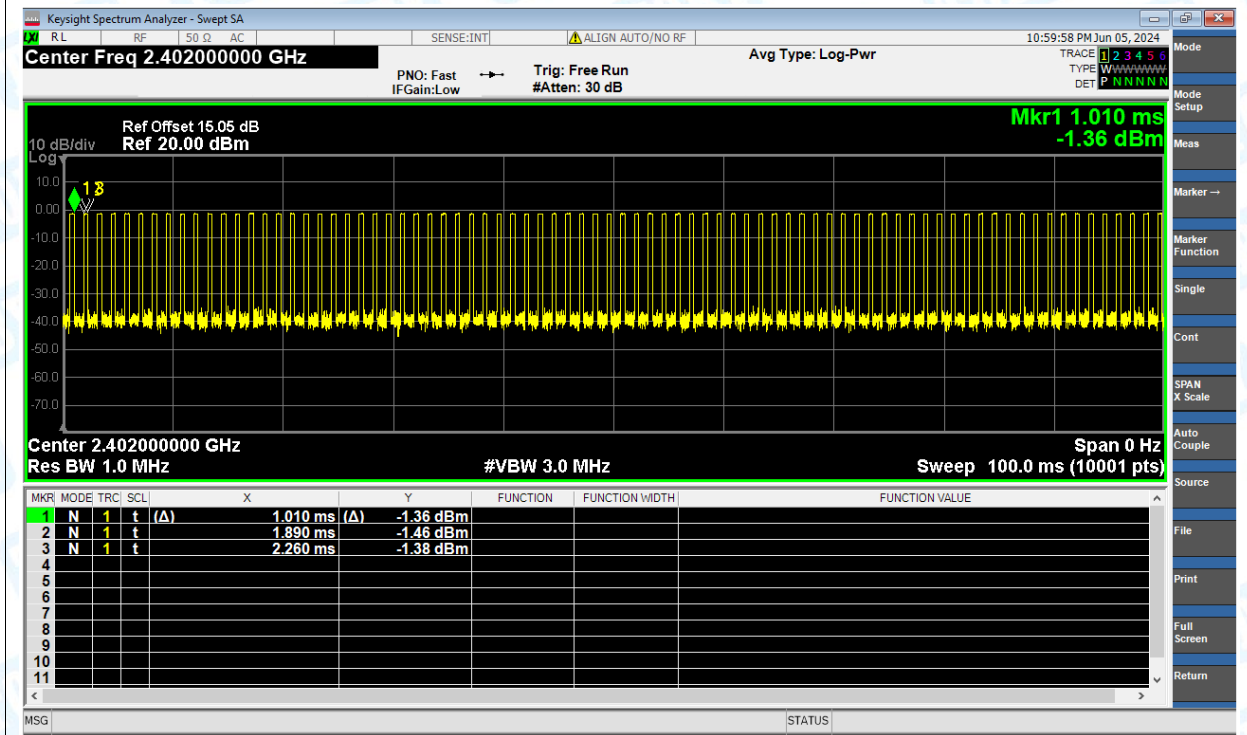 Keysight Spectrum Analyzer - Swept SA
LXI RL RF 50 Ω AC SENSE:INT ALIGN AUTO/NO RF 10:59:58 PM Jun 05, 2024
Center Freq 2.402000000 GHz
PNO: Fast
IFGain:Low
Trig: Free Run
#Atten: 30 dB
Avg Type: Log-Pwr
TRACE 1 2 3 4 5 6
TYPE WWWWWW
DET P N N N N N
Mkr1 1.010 ms
-1.36 dBm
Ref Offset 15.05 dB
10 dB/div Ref 20.00 dBm
Log
10.0
0.00
-10.0
-20.0
-30.0
-40.0
-50.0
-60.0
-70.0
1 3
Center 2.402000000 GHz Span 0 Hz
Res BW 1.0 MHz #VBW 3.0 MHz Sweep 100.0 ms (10001 pts)
MKR MODE TRC SCL X Y FUNCTION FUNCTION WIDTH FUNCTION VALUE
1 N 1 t (Δ) 1.010 ms (Δ) -1.36 dBm
2 N 1 t 1.890 ms -1.46 dBm
3 N 1 t 2.260 ms -1.38 dBm
4
5
6
7
8
9
10
11
MSG STATUS
Mode
Mode
Setup
Meas
Marker →
Marker
Function
Single
Cont
SPAN
X Scale
Auto
Couple
Source
File
Print
Full
Screen
Return